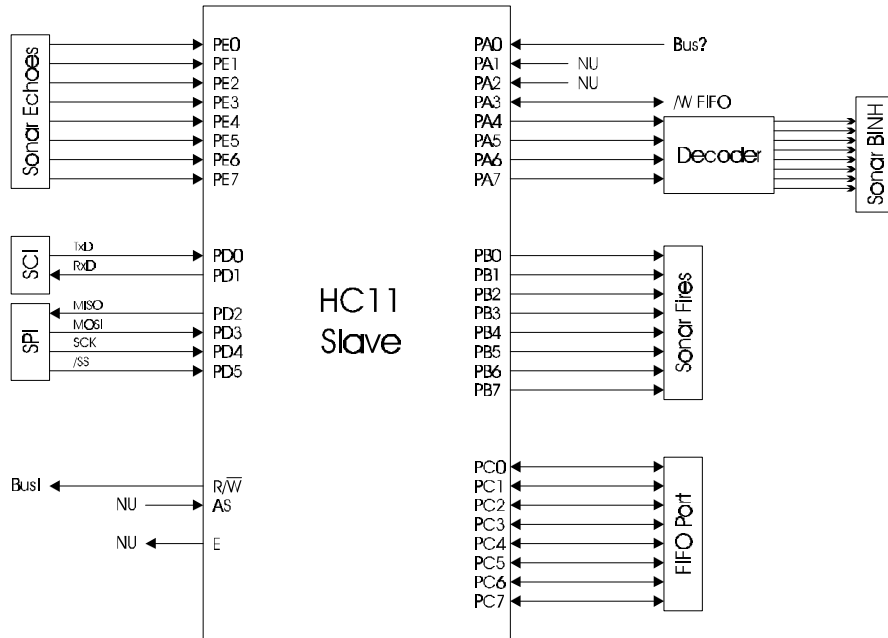 Sonar Echoes
PE0
PE1
PE2
PE3
PE4
PE5
PE6
PE7
SCI
TxD
RxD
PD0
PD1
SPI
MISO
MOSI
SCK
/SS
PD2
PD3
PD4
PD5
Bus!
NU
NU
R/W
AS
E
HC11
Slave
PA0
PA1
PA2
PA3
PA4
PA5
PA6
PA7
Bus?
NU
NU
/W FIFO
Decoder
Sonar BINH
PB0
PB1
PB2
PB3
PB4
PB5
PB6
PB7
Sonar Fires
PC0
PC1
PC2
PC3
PC4
PC5
PC6
PC7
FIFO Port